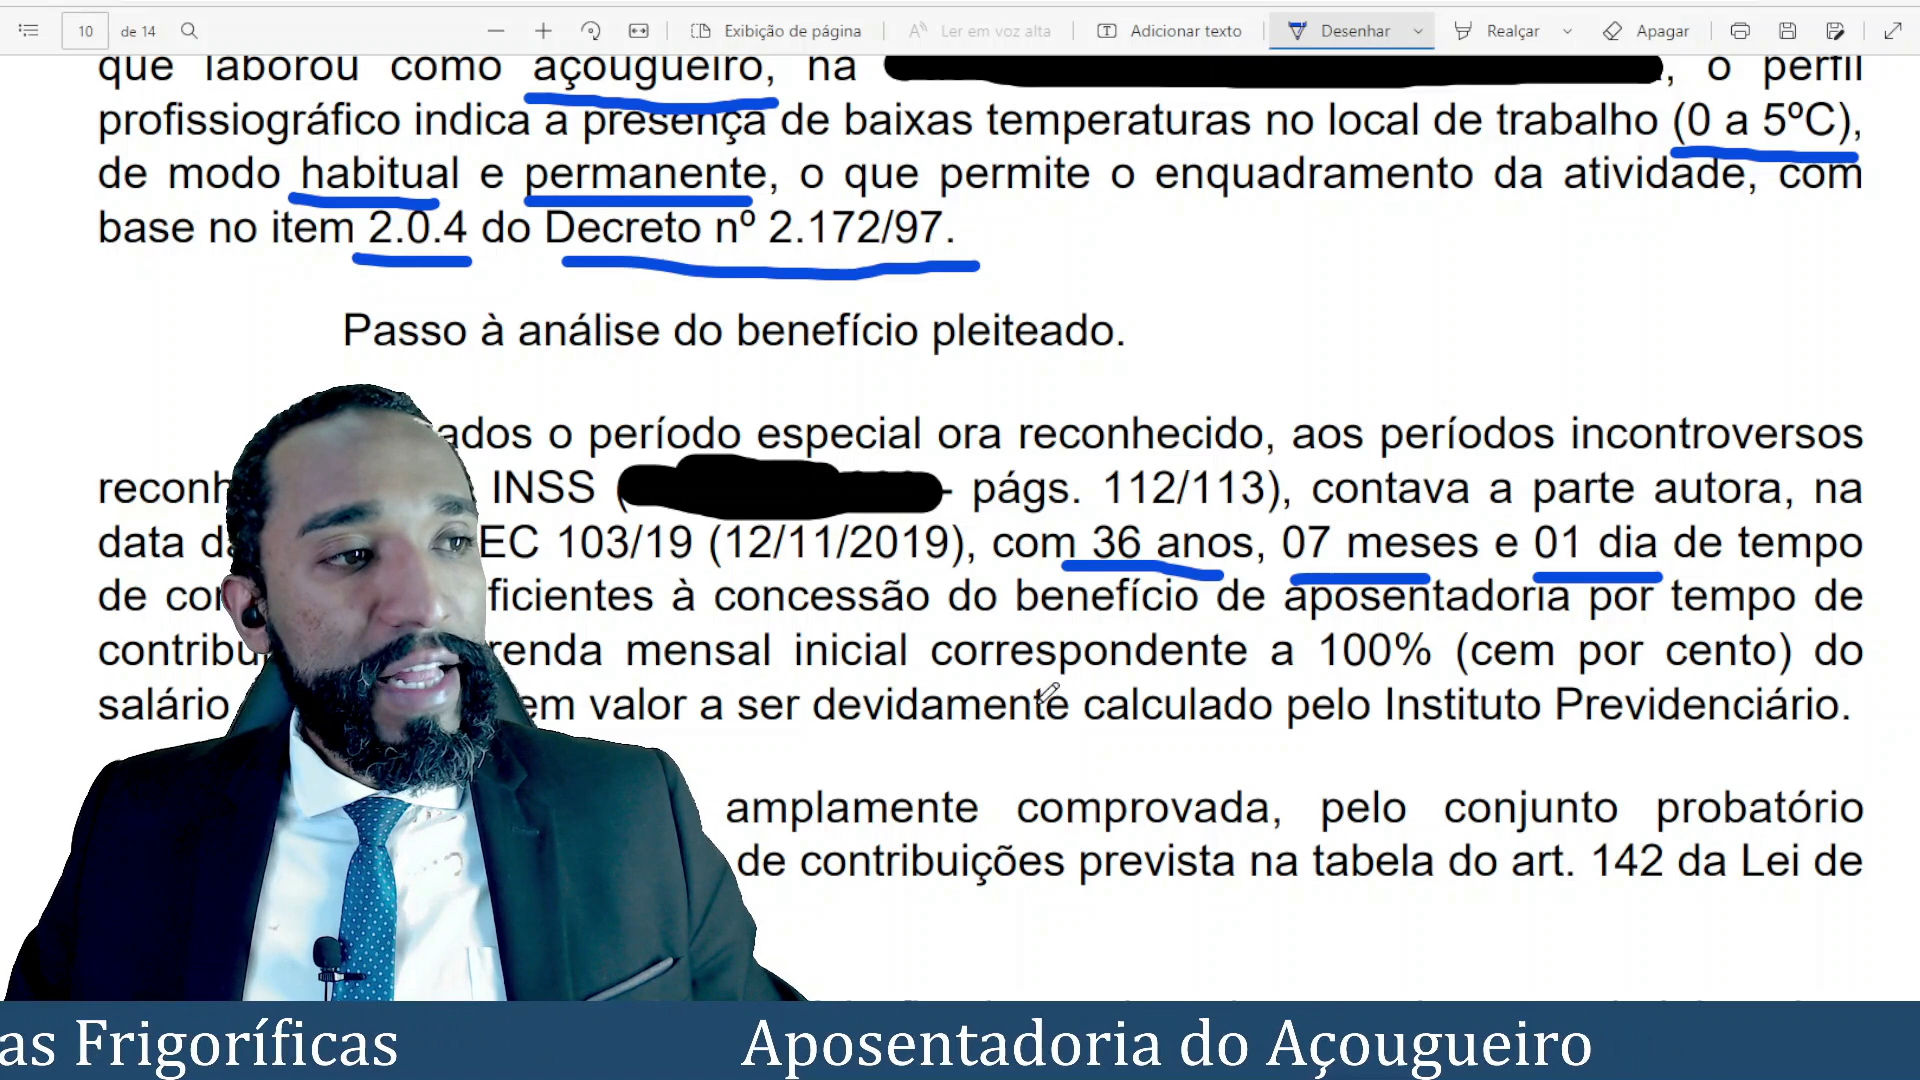 10 de 14 Exibição de página Ler em voz alta Adicionar texto Desenhar Realçar Apagar
que laborou como açougueiro, na , o perfil
profissiográfico indica a presença de baixas temperaturas no local de trabalho (0 a 5ºC),
de modo habitual e permanente, o que permite o enquadramento da atividade, com
base no item 2.0.4 do Decreto nº 2.172/97.
Passo à análise do benefício pleiteado.
ados o período especial ora reconhecido, aos períodos incontroversos
reconh INSS ( - págs. 112/113), contava a parte autora, na
data da EC 103/19 (12/11/2019), com 36 anos, 07 meses e 01 dia de tempo
de con ficientes à concessão do benefício de aposentadoria por tempo de
contribu renda mensal inicial correspondente a 100% (cem por cento) do
salário em valor a ser devidamente calculado pelo Instituto Previdenciário.
amplamente comprovada, pelo conjunto probatório
de contribuições prevista na tabela do art. 142 da Lei de
as Frigoríficas Aposentadoria do Açougueiro